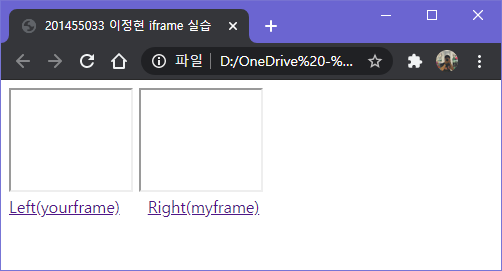 201455033 이정현 iframe 실습
파일 D:/OneDrive%20-%...
Left(yourframe) Right(myframe)